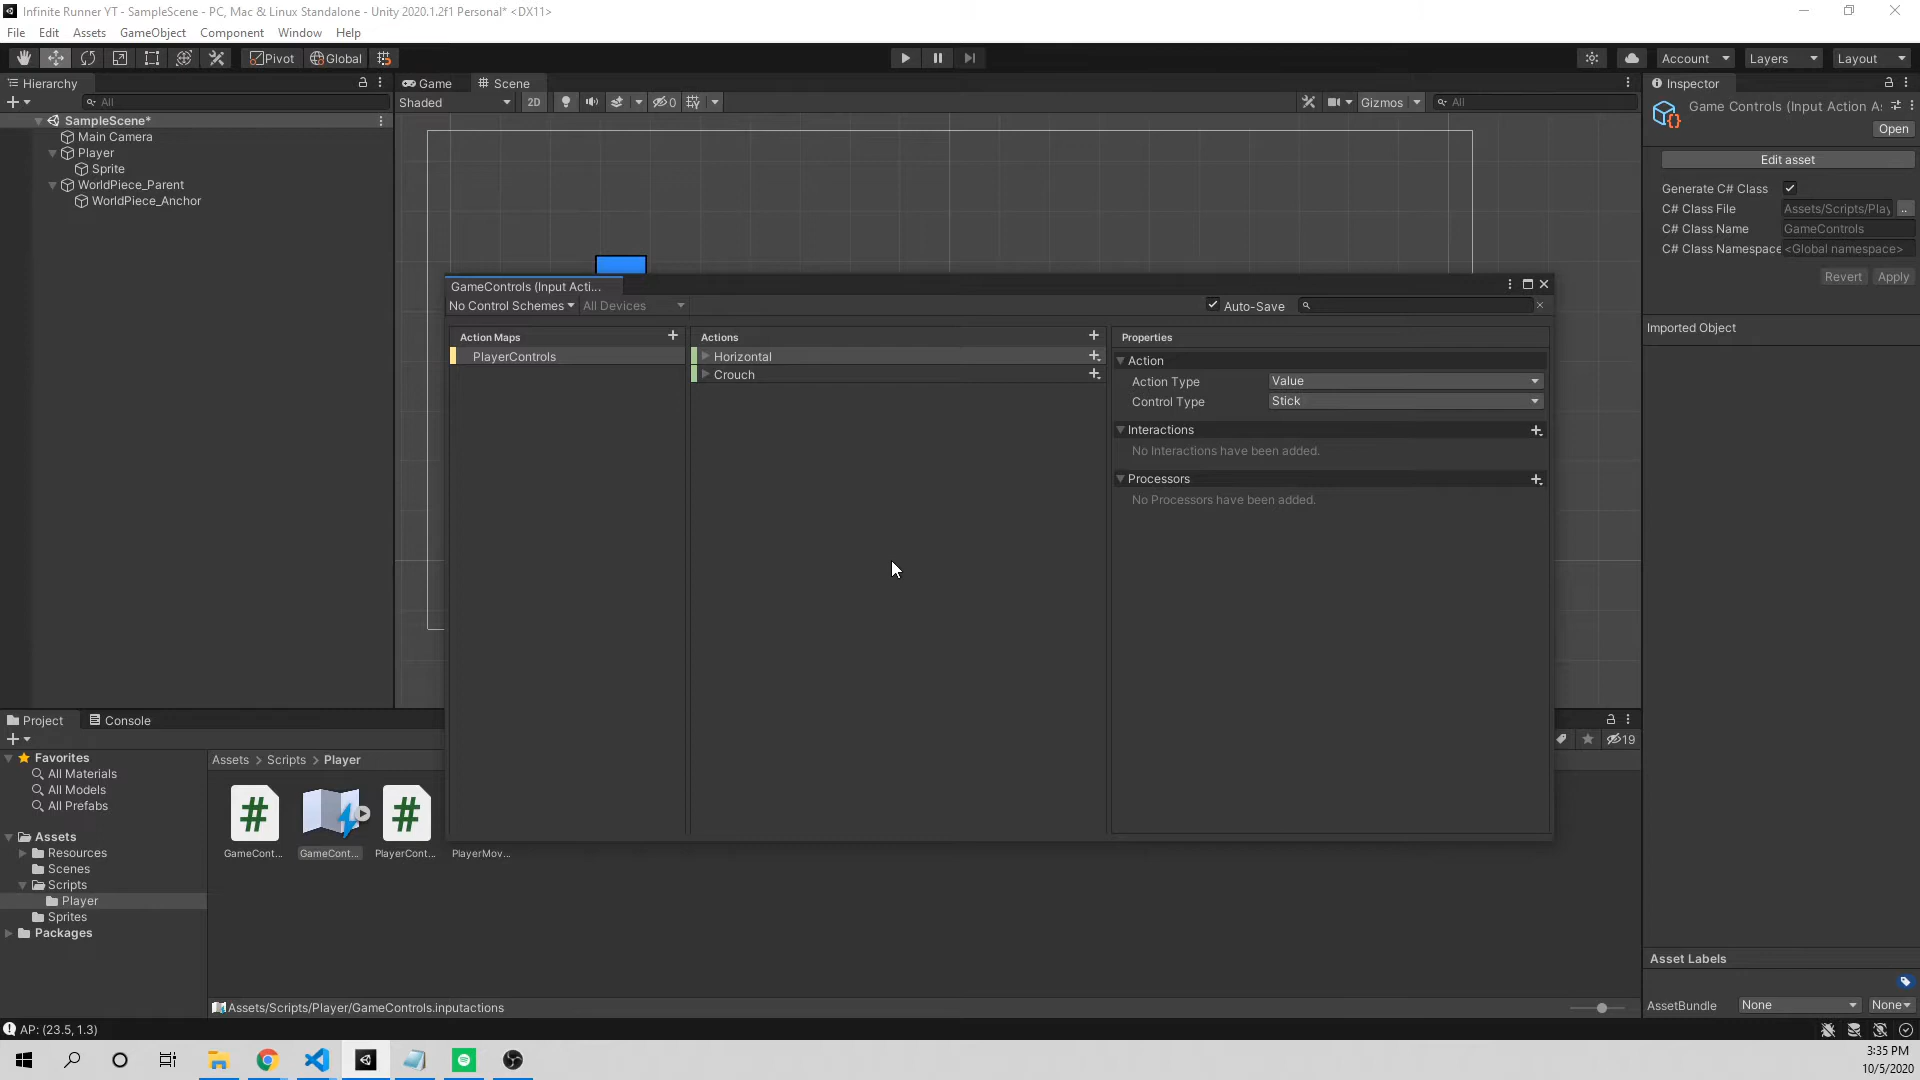 Infinite Runner YT - SampleScene - PC, Mac & Linux Standalone - Unity 2020.1.2f1 Personal* <DX11>
File Edit Assets GameObject Component Window Help
Pivot Global Account Layers Layout
Hierarchy
All
SampleScene*
Main Camera
Player
Sprite
WorldPiece_Parent
WorldPiece_Anchor
Game Scene
Shaded 2D 0 Gizmos All
Inspector
Game Controls (Input Action A:
Open
Edit asset
Generate C# Class
C# Class File Assets/Scripts/Play ..
C# Class Name GameControls
C# Class Namespace <Global namespace>
Revert Apply
Imported Object
GameControls (Input Acti...
No Control Schemes All Devices Auto-Save
Action Maps
PlayerControls
Actions
Horizontal
Crouch
Properties
Action
Action Type Value
Control Type Stick
Interactions
No Interactions have been added.
Processors
No Processors have been added.
Project Console
19
Favorites
All Materials
All Models
All Prefabs
Assets
Resources
Scenes
Scripts
Player
Sprites
Packages
Assets > Scripts > Player
GameCont... GameCont... PlayerCont... PlayerMov...
Assets/Scripts/Player/GameControls.inputactions
Asset Labels
AssetBundle None None
AP: (23.5, 1.3)
3:35 PM
10/5/2020